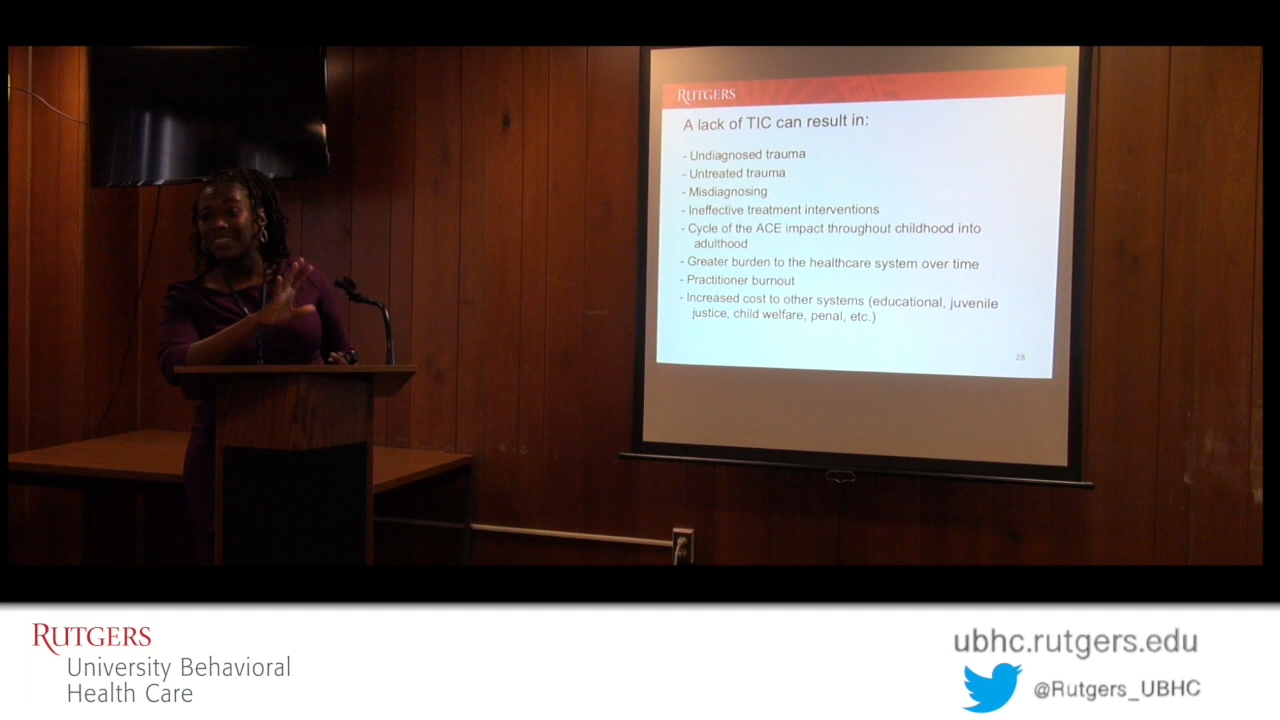 RUTGERS
A lack of TIC can result in:
- Undiagnosed trauma
- Untreated trauma
- Misdiagnosing
- Ineffective treatment interventions
- Cycle of the ACE impact throughout childhood into
adulthood
- Greater burden to the healthcare system over time
- Practitioner burnout
- Increased cost to other systems (educational, juvenile
justice, child welfare, penal, etc.)
28
RUTGERS
University Behavioral
Health Care
ubhc.rutgers.edu
@Rutgers_UBHC